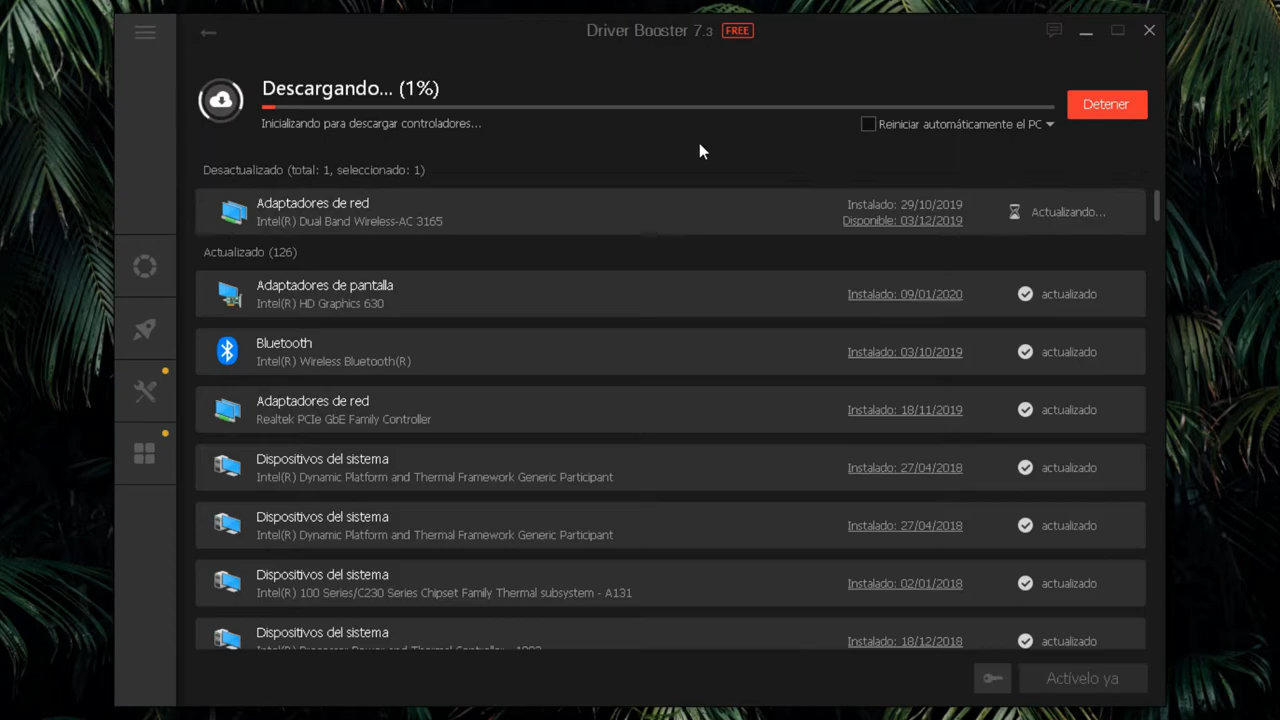 Driver Booster 7.3 FREE
Descargando... (1%)
Detener
Inicializando para descargar controladores...
Reiniciar automáticamente el PC
Desactualizado (total: 1, seleccionado: 1)
Adaptadores de red
Intel(R) Dual Band Wireless-AC 3165
Instalado: 29/10/2019
Disponible: 03/12/2019
Actualizando...
Actualizado (126)
Adaptadores de pantalla
Intel(R) HD Graphics 630
Instalado: 09/01/2020
actualizado
Bluetooth
Intel(R) Wireless Bluetooth(R)
Instalado: 03/10/2019
actualizado
Adaptadores de red
Realtek PCIe GbE Family Controller
Instalado: 18/11/2019
actualizado
Dispositivos del sistema
Intel(R) Dynamic Platform and Thermal Framework Generic Participant
Instalado: 27/04/2018
actualizado
Dispositivos del sistema
Intel(R) Dynamic Platform and Thermal Framework Generic Participant
Instalado: 27/04/2018
actualizado
Dispositivos del sistema
Intel(R) 100 Series/C230 Series Chipset Family Thermal subsystem - A131
Instalado: 02/01/2018
actualizado
Dispositivos del sistema
Instalado: 18/12/2018
actualizado
Actívelo ya